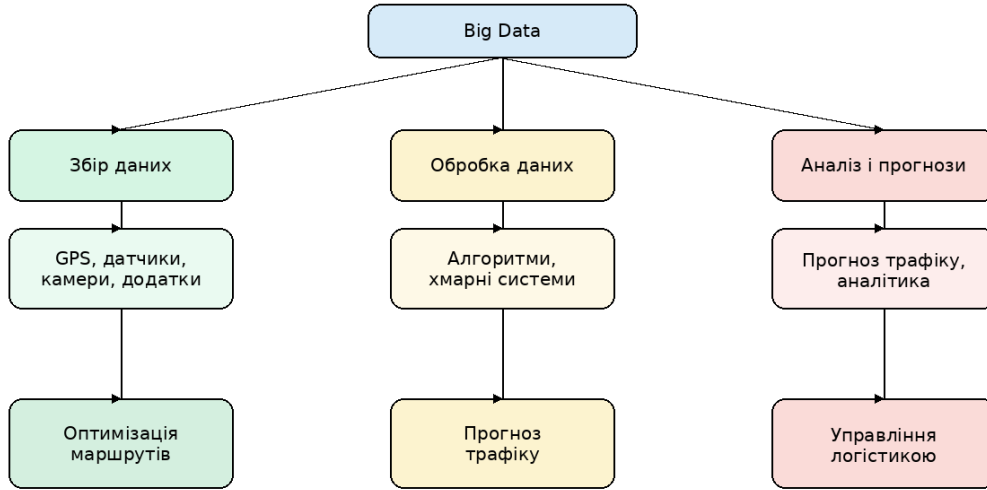 Big Data
Збір даних
Обробка даних
Аналіз і прогнози
GPS, датчики,
камери, додатки
Алгоритми,
хмарні системи
Прогноз трафіку,
аналітика
Оптимізація
маршрутів
Прогноз
трафіку
Управління
логістикою